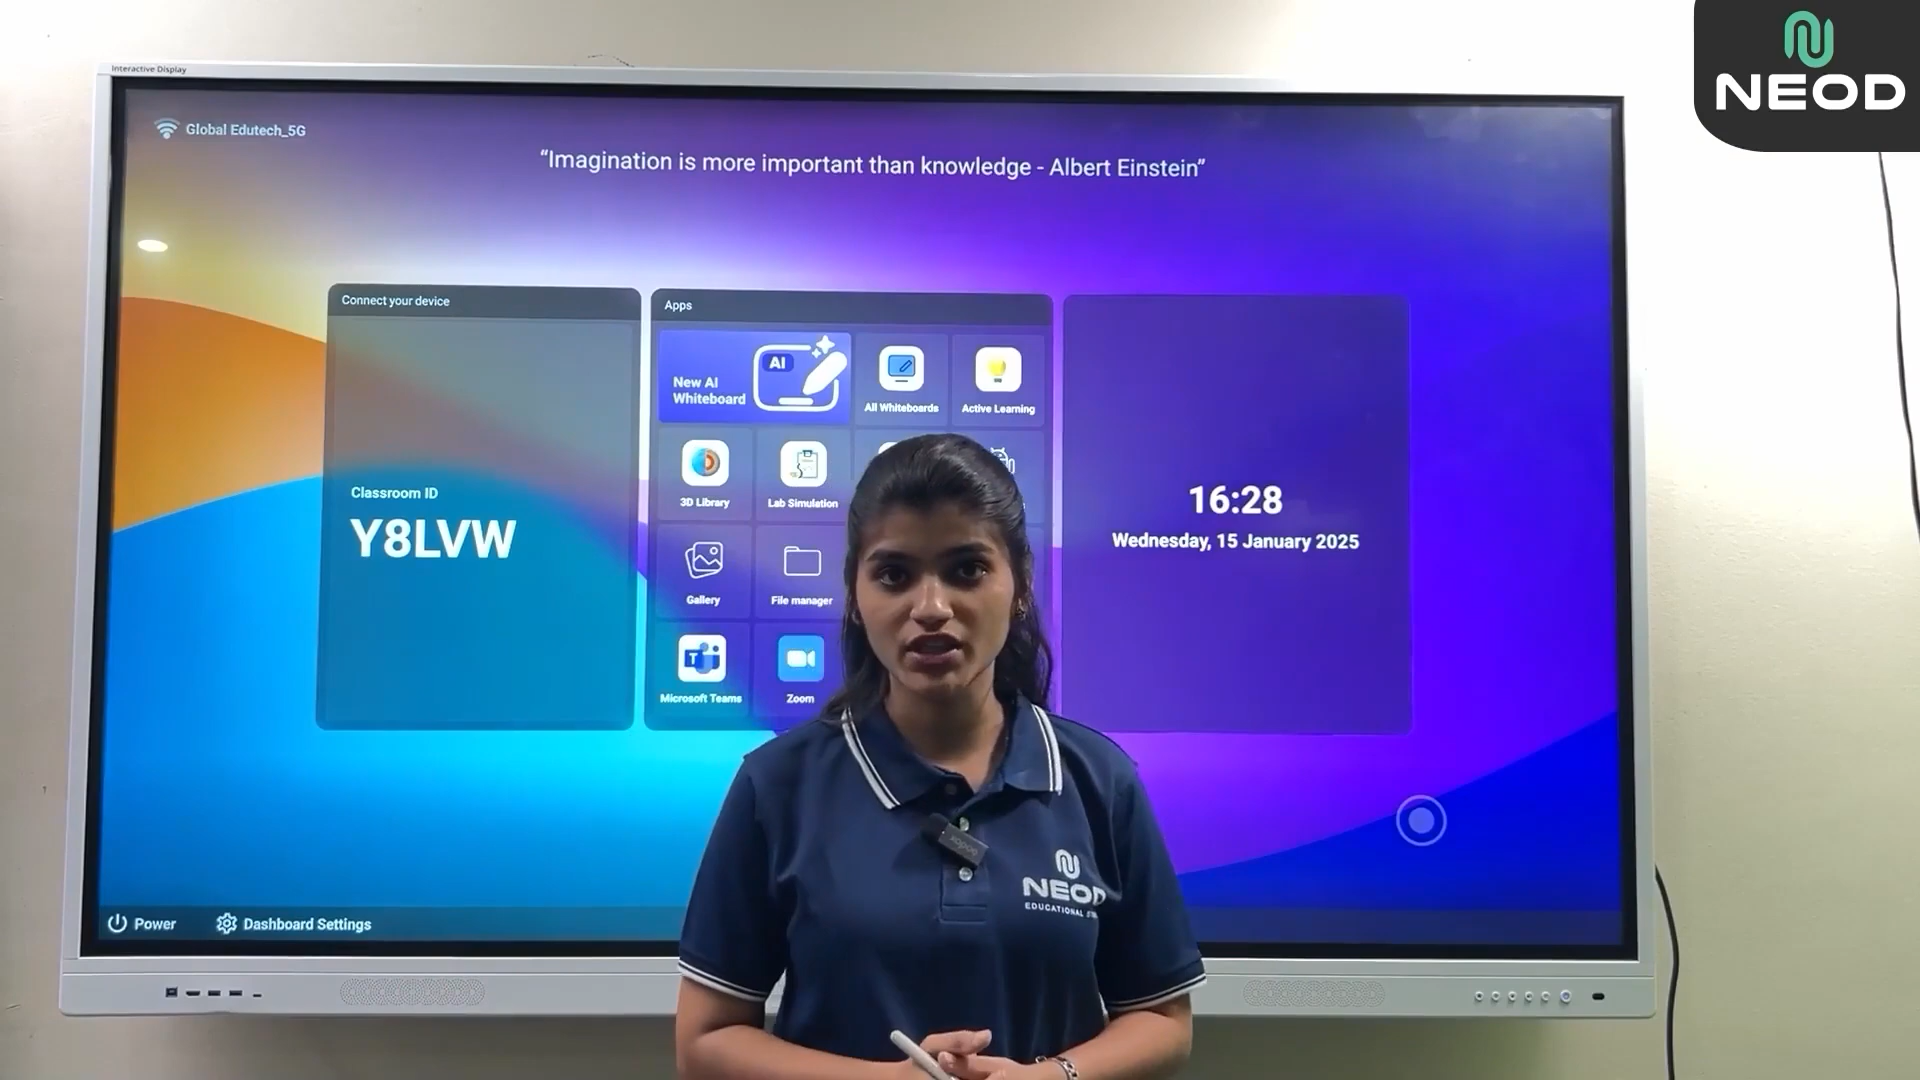 NEOD
Interactive Display
Global Edutech_5G
“Imagination is more important than knowledge - Albert Einstein”
Connect your device
Classroom ID
Y8LVW
Apps
New AI
Whiteboard
AI
All Whiteboards
Active Learning
3D Library
Lab Simulation
Gallery
File manager
Microsoft Teams
T
Zoom
16:28
Wednesday, 15 January 2025
NEOD
EDUCATIONAL
Power
Dashboard Settings